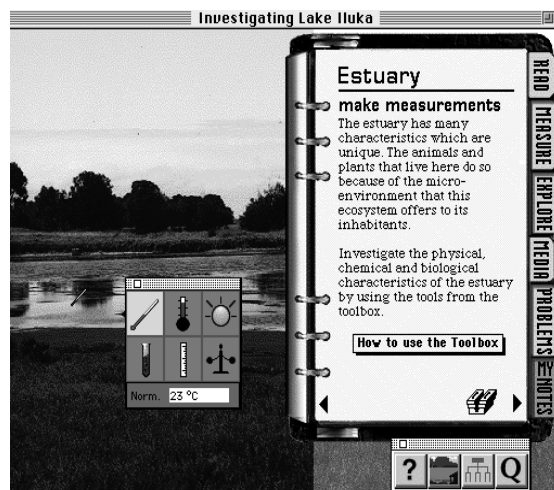 Investigating Lake Iluka
Estuary
make measurements
The estuary has many
characteristics which are
unique. The animals and
plants that live here do so
because of the micro-
environment that this
ecosystem offers to its
inhabitants.
Investigate the physical,
chemical and biological
characteristics of the estuary
by using the tools from the
toolbox.
How to use the Toolbox
READ
MEASURE
EXPLORE
MEDIA
PROBLEMS
MY NOTES
Norm. 23 °C
? Q